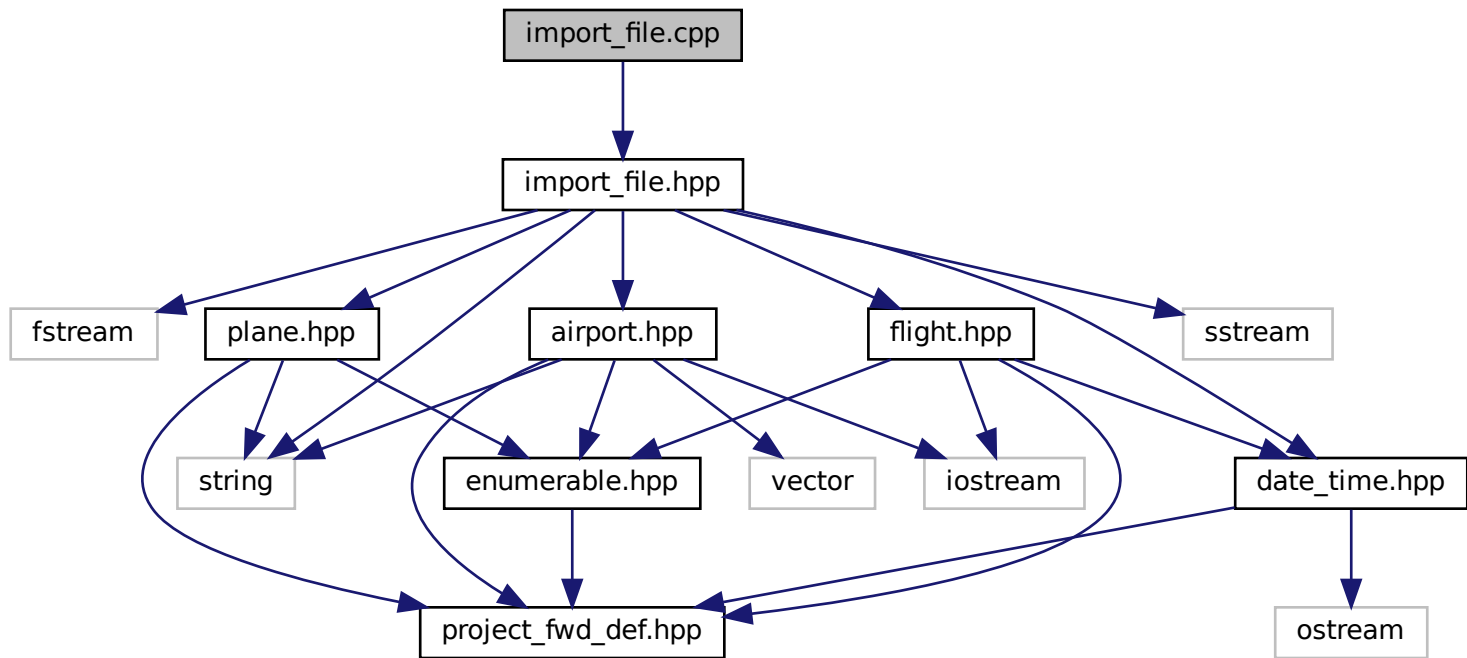 import_file.cpp
import_file.hpp
fstream
plane.hpp
airport.hpp
flight.hpp
sstream
string
enumerable.hpp
vector
iostream
date_time.hpp
project_fwd_def.hpp
ostream